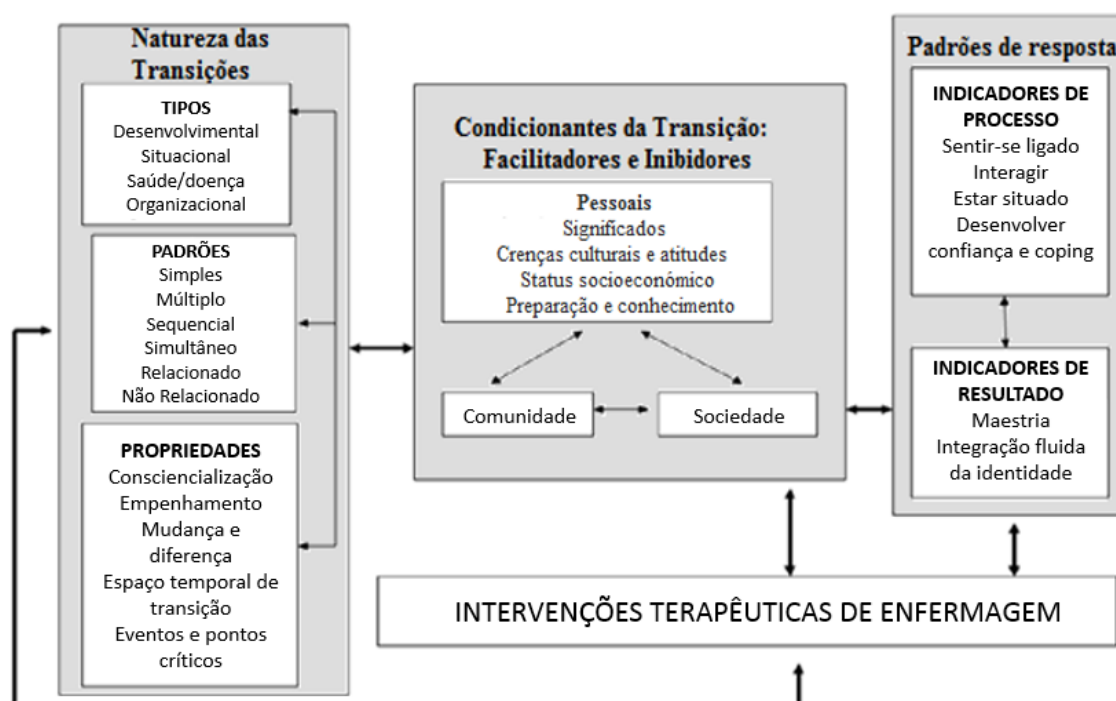 Natureza das
Transições
TIPOS
Desenvolvimental
Situacional
Saúde/doença
Organizacional
PADRÕES
Simples
Múltiplo
Sequencial
Simultâneo
Relacionado
Não Relacionado
PROPRIEDADES
Consciencialização
Empenhamento
Mudança e
diferença
Espaço temporal de
transição
Eventos e pontos
críticos
Condicionantes da Transição:
Facilitadores e Inibidores
Pessoais
Significados
Crenças culturais e atitudes
Status socioeconómico
Preparação e conhecimento
Comunidade
Sociedade
Padrões de resposta
INDICADORES DE
PROCESSO
Sentir-se ligado
Interagir
Estar situado
Desenvolver
confiança e coping
INDICADORES DE
RESULTADO
Maestria
Integração fluida
da identidade
INTERVENÇÕES TERAPÊUTICAS DE ENFERMAGEM